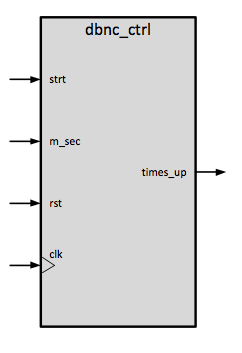 dbnc_ctrl
strt
m_sec
times_up
rst
clk